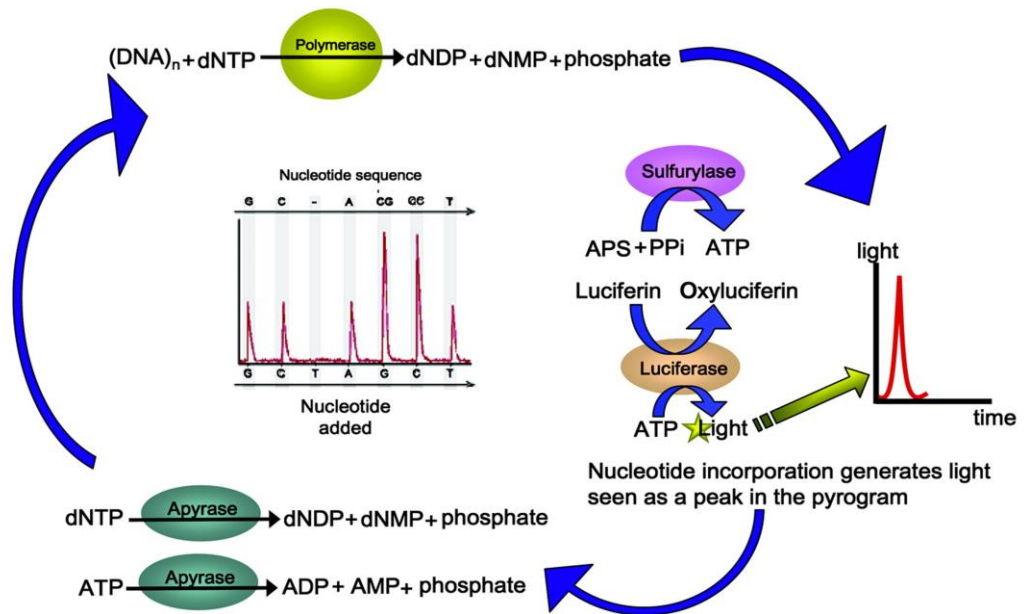 Polymerase
(DNA)n+dNTP dNDP+dNMP+phosphate
Nucleotide sequence
G C - A CG CC T
G C T A G C T
Nucleotide
added
Sulfurylase
APS+PPi ATP
Luciferin Oxyluciferin
Luciferase
ATP Light
light
time
Nucleotide incorporation generates light
seen as a peak in the pyrogram
Apyrase
dNTP dNDP+dNMP+phosphate
Apyrase
ATP ADP+AMP+phosphate